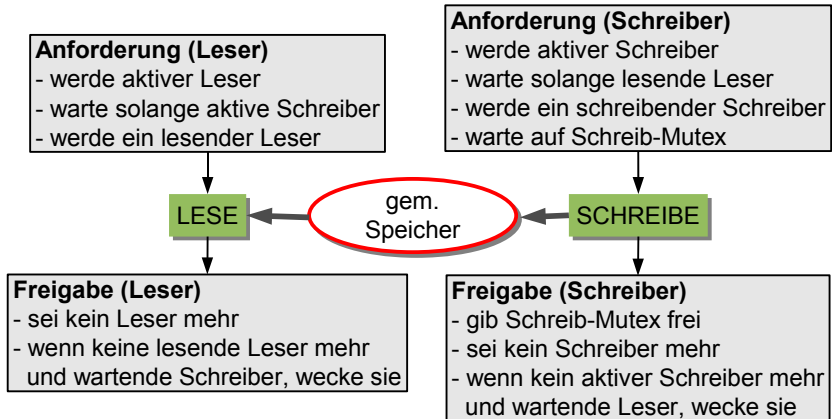 Anforderung (Leser)
- werde aktiver Leser
- warte solange aktive Schreiber
- werde ein lesender Leser
Anforderung (Schreiber)
- werde aktiver Schreiber
- warte solange lesende Leser
- werde ein schreibender Schreiber
- warte auf Schreib-Mutex
LESE
gem.
Speicher
SCHREIBE
Freigabe (Leser)
- sei kein Leser mehr
- wenn keine lesende Leser mehr
und wartende Schreiber, wecke sie
Freigabe (Schreiber)
- gib Schreib-Mutex frei
- sei kein Schreiber mehr
- wenn kein aktiver Schreiber mehr
und wartende Leser, wecke sie